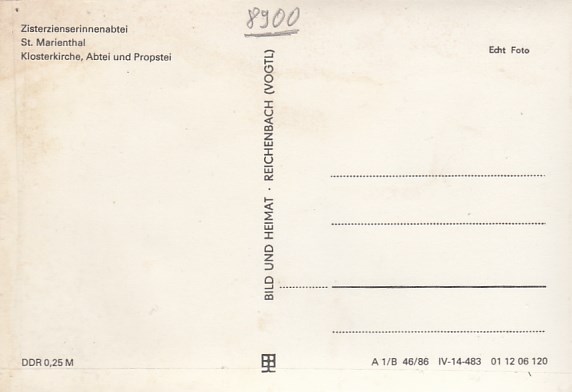 8900
Zisterzienserinnenabtei
St. Marienthal
Klosterkirche, Abtei und Propstei
Echt Foto
BILD UND HEIMAT · REICHENBACH (VOGTL)
DDR 0,25 M
A 1/B 46/86 IV-14-483 01 12 06 120